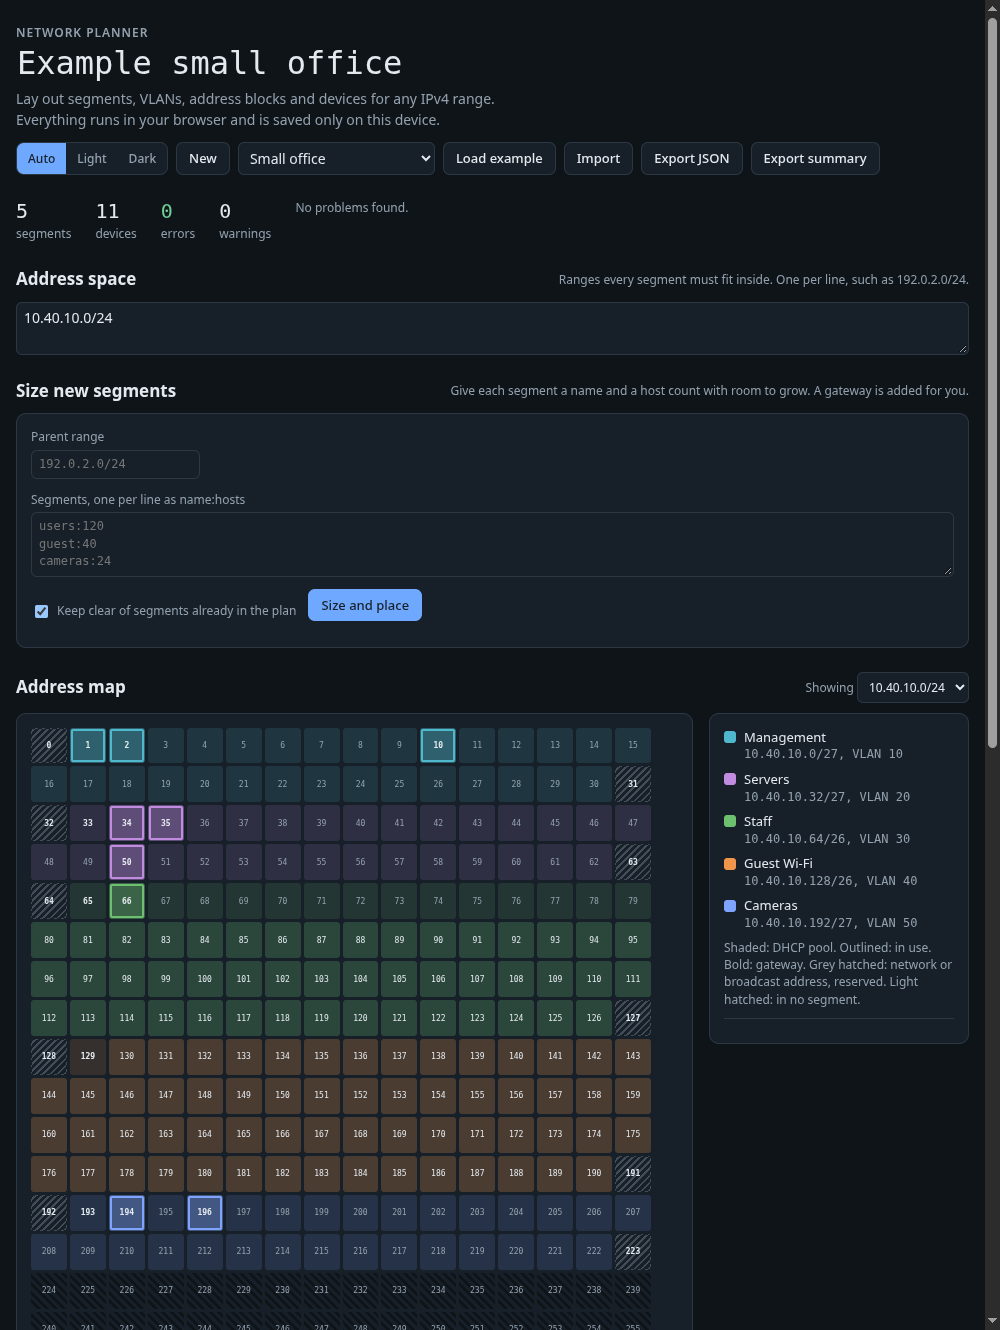 NETWORK PLANNER
Example small office
Lay out segments, VLANs, address blocks and devices for any IPv4 range.
Everything runs in your browser and is saved only on this device.
Auto Light Dark New Small office Load example Import Export JSON Export summary
5 11 0 0 No problems found.
segments devices errors warnings
Address space Ranges every segment must fit inside. One per line, such as 192.0.2.0/24.
10.40.10.0/24
Size new segments Give each segment a name and a host count with room to grow. A gateway is added for you.
Parent range
192.0.2.0/24
Segments, one per line as name:hosts
users:120
guest:40
cameras:24
Keep clear of segments already in the plan Size and place
Address map Showing 10.40.10.0/24
0 1 2 3 4 5 6 7 8 9 10 11 12 13 14 15
16 17 18 19 20 21 22 23 24 25 26 27 28 29 30 31
32 33 34 35 36 37 38 39 40 41 42 43 44 45 46 47
48 49 50 51 52 53 54 55 56 57 58 59 60 61 62 63
64 65 66 67 68 69 70 71 72 73 74 75 76 77 78 79
80 81 82 83 84 85 86 87 88 89 90 91 92 93 94 95
96 97 98 99 100 101 102 103 104 105 106 107 108 109 110 111
112 113 114 115 116 117 118 119 120 121 122 123 124 125 126 127
128 129 130 131 132 133 134 135 136 137 138 139 140 141 142 143
144 145 146 147 148 149 150 151 152 153 154 155 156 157 158 159
160 161 162 163 164 165 166 167 168 169 170 171 172 173 174 175
176 177 178 179 180 181 182 183 184 185 186 187 188 189 190 191
192 193 194 195 196 197 198 199 200 201 202 203 204 205 206 207
208 209 210 211 212 213 214 215 216 217 218 219 220 221 222 223
224 225 226 227 228 229 230 231 232 233 234 235 236 237 238 239
240 241 242 243 244 245 246 247 248 249 250 251 252 253 254 255
Management
10.40.10.0/27, VLAN 10
Servers
10.40.10.32/27, VLAN 20
Staff
10.40.10.64/26, VLAN 30
Guest Wi-Fi
10.40.10.128/26, VLAN 40
Cameras
10.40.10.192/27, VLAN 50
Shaded: DHCP pool. Outlined: in use.
Bold: gateway. Grey hatched: network or
broadcast address, reserved. Light
hatched: in no segment.